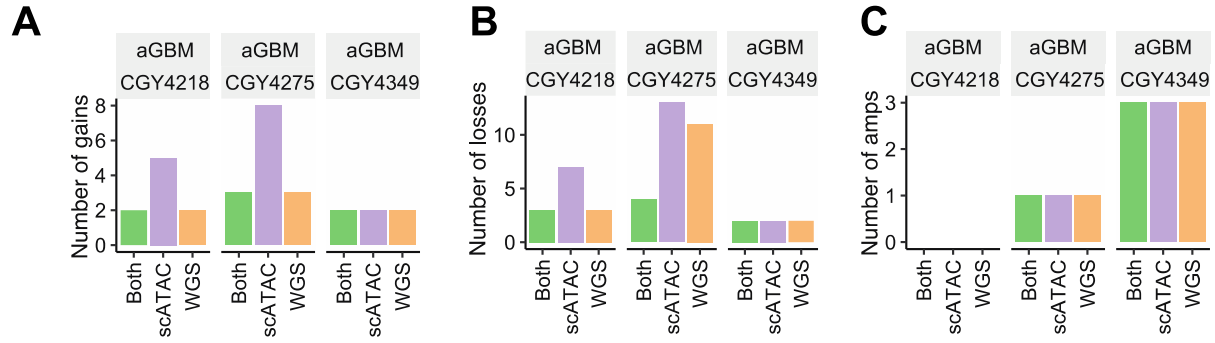 A
aGBM
CGY4218
aGBM
CGY4275
aGBM
CGY4349
Number of gains
8
6
4
2
0
Both
scATAC
WGS
Both
scATAC
WGS
Both
scATAC
WGS
B
aGBM
CGY4218
aGBM
CGY4275
aGBM
CGY4349
Number of losses
10
5
0
Both
scATAC
WGS
Both
scATAC
WGS
Both
scATAC
WGS
C
aGBM
CGY4218
aGBM
CGY4275
aGBM
CGY4349
Number of amps
3
2
1
0
Both
scATAC
WGS
Both
scATAC
WGS
Both
scATAC
WGS